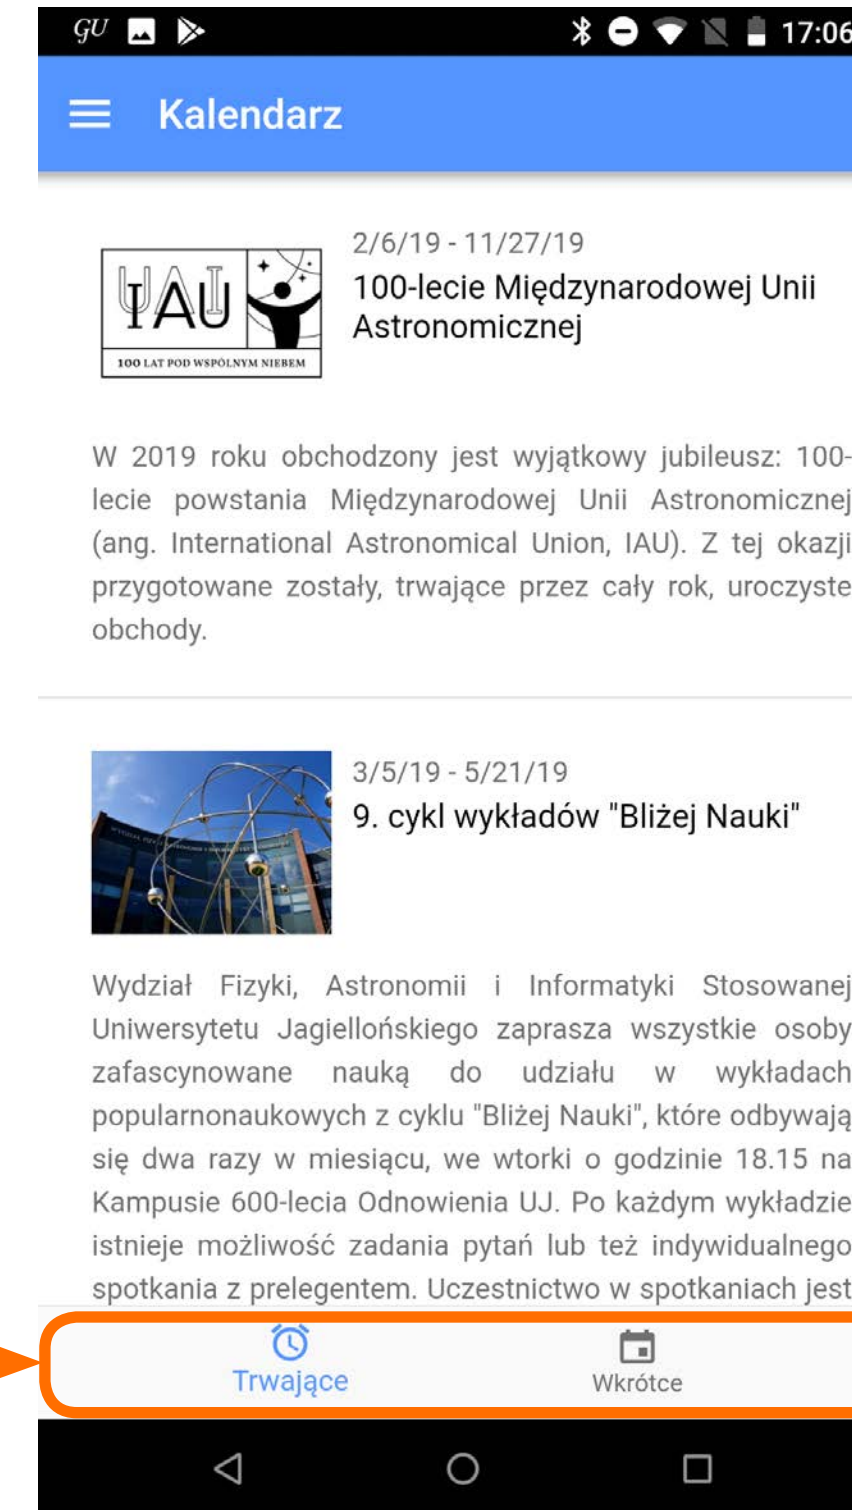 GU 17:06
Kalendarz
2/6/19 - 11/27/19
100-lecie Międzynarodowej Unii
Astronomicznej
IAU
100 LAT POD WSPÓLNYM NIEBEM
W 2019 roku obchodzony jest wyjątkowy jubileusz: 100-
lecie powstania Międzynarodowej Unii Astronomicznej
(ang. International Astronomical Union, IAU). Z tej okazji
przygotowane zostały, trwające przez cały rok, uroczyste
obchody.
3/5/19 - 5/21/19
9. cykl wykładów "Bliżej Nauki"
Wydział Fizyki, Astronomii i Informatyki Stosowanej
Uniwersytetu Jagiellońskiego zaprasza wszystkie osoby
zafascynowane nauką do udziału w wykładach
popularnonaukowych z cyklu "Bliżej Nauki", które odbywają
się dwa razy w miesiącu, we wtorki o godzinie 18.15 na
Kampusie 600-lecia Odnowienia UJ. Po każdym wykładzie
istnieje możliwość zadania pytań lub też indywidualnego
spotkania z prelegentem. Uczestnictwo w spotkaniach jest
Trwające Wkrótce